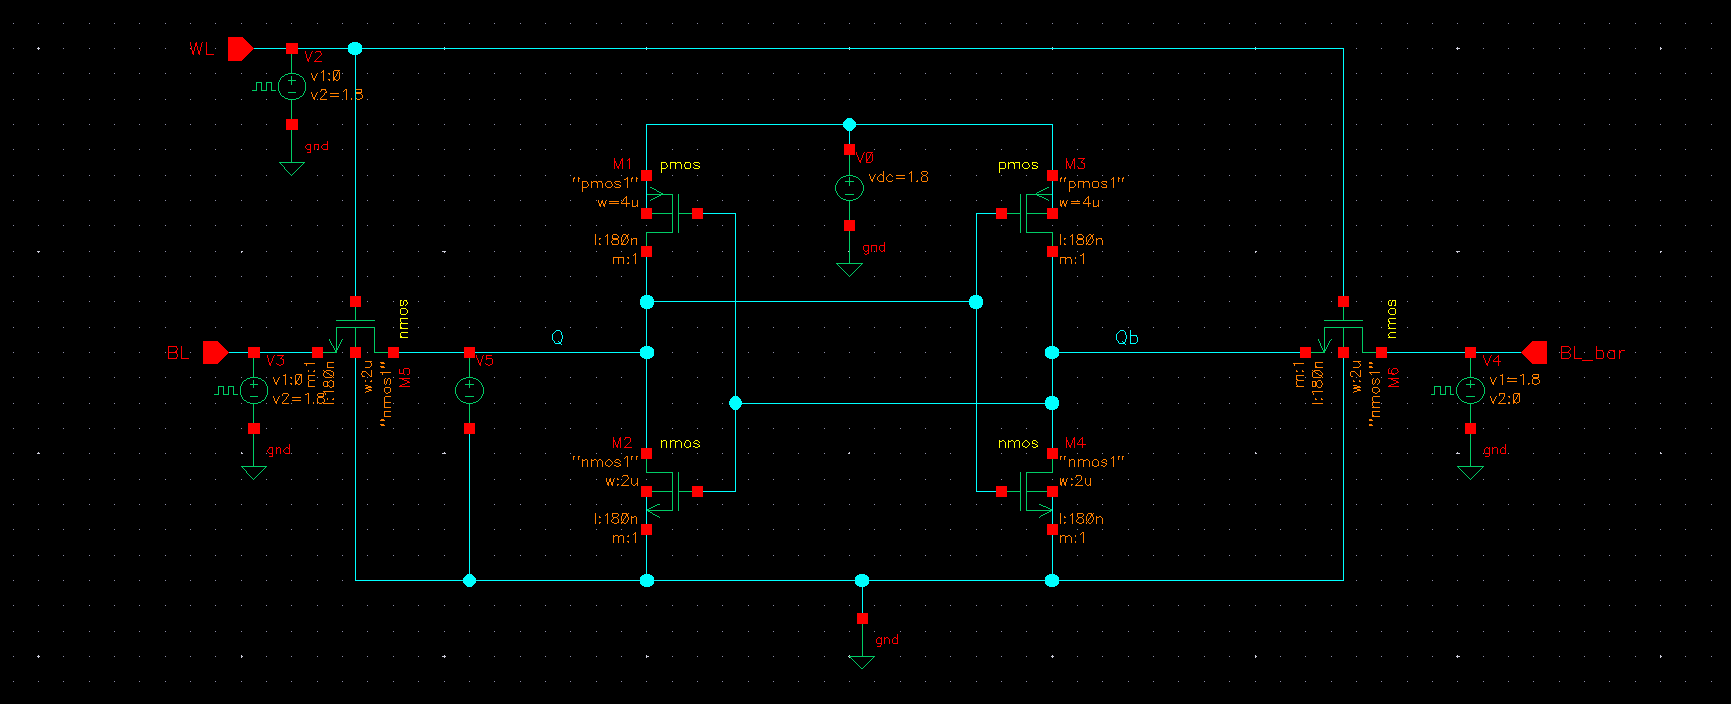 WL
V2
v1:0
v2=1.8
gnd
M1
pmos
"pmos1"
w=4u
l:180n
m:1
V0
vdc=1.8
gnd
pmos
M3
"pmos1"
w=4u
l:180n
m:1
BL
V3
v1:0
v2=1.8
gnd
m:1
l:180n
w:2u
"nmos1"
M5
nmos
V5
Q
Qb
M2
nmos
"nmos1"
w:2u
l:180n
m:1
nmos
M4
"nmos1"
w:2u
l:180n
m:1
m:1
l:180n
w:2u
"nmos1"
M6
nmos
BL_bar
V4
v1=1.8
v2:0
gnd
gnd